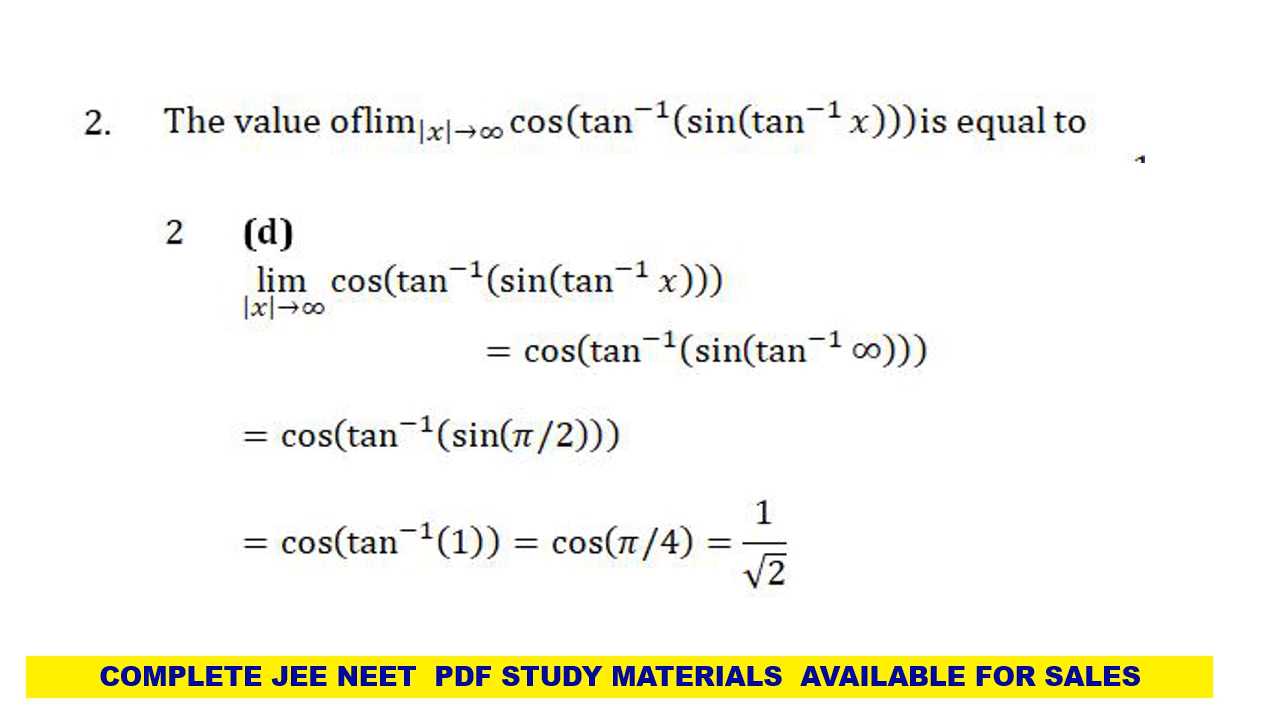 2. The value oflim|x|→∞ cos(tan⁻¹(sin(tan⁻¹ x)))is equal to
2 (d)
lim cos(tan⁻¹(sin(tan⁻¹ x)))
|x|→∞
= cos(tan⁻¹(sin(tan⁻¹ ∞)))
= cos(tan⁻¹(sin(π/2)))
= cos(tan⁻¹(1)) = cos(π/4) = 1/√2
COMPLETE JEE NEET PDF STUDY MATERIALS AVAILABLE FOR SALES